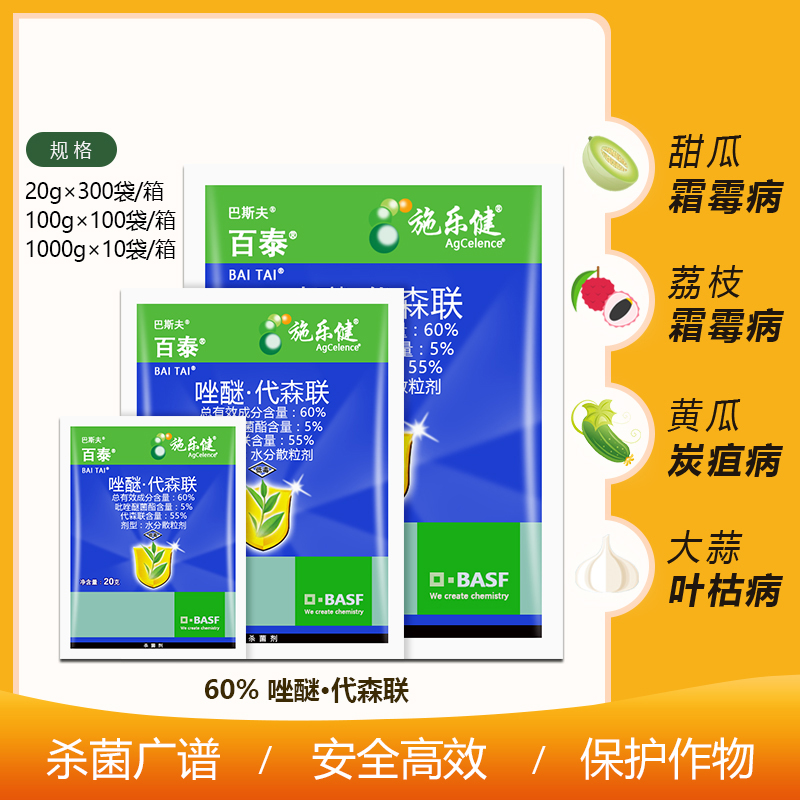 规格
20g×300袋/箱
100g×100袋/箱
1000g×10袋/箱
巴斯夫®
百泰®
BAI TAI®
施乐健®
AgCelence®
森联
量：60%
量：5%
55%
散粒剂
BASF
We create chemistry
巴斯夫®
百泰®
BAI TAI®
施乐健®
AgCelence®
唑醚·代森联
总有效成分含量：60%
菌酯含量：5%
联含量：55%
水分散粒剂
BASF
We create chemistry
杀菌剂
巴斯夫®
百泰®
BAI TAI®
施乐健®
AgCelence®
唑醚·代森联
总有效成分含量：60%
吡唑醚菌酯含量：5%
代森联含量：55%
剂型：水分散粒剂
净含量：20克
BASF
杀菌剂
60% 唑醚·代森联
甜瓜
霜霉病
荔枝
霜霉病
黄瓜
炭疽病
大蒜
叶枯病
杀菌广谱 / 安全高效 / 保护作物